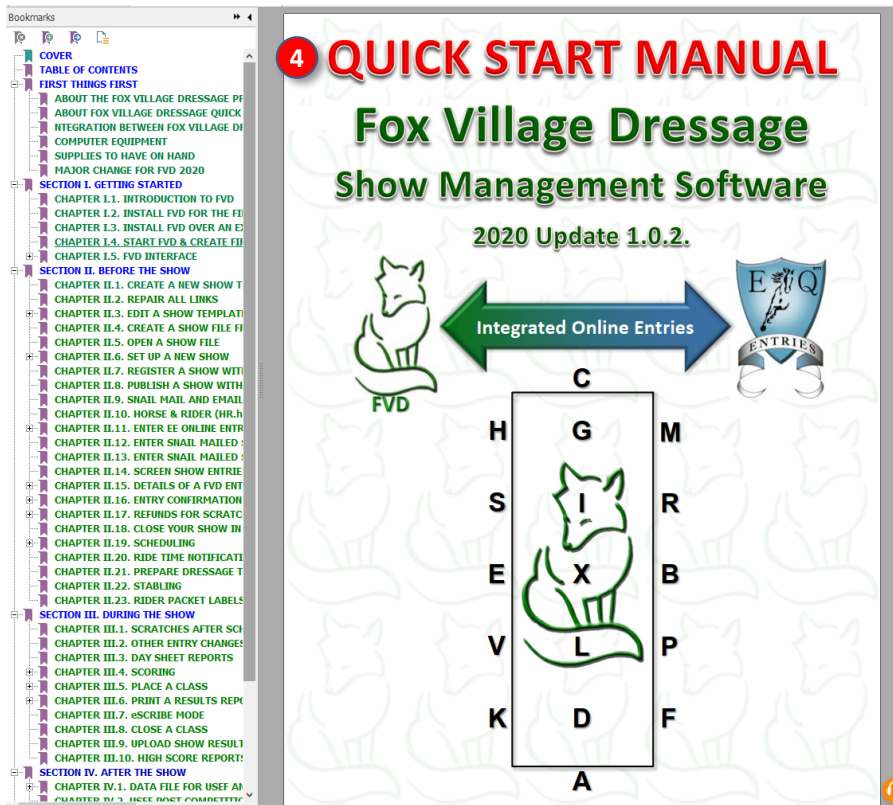 Bookmarks
COVER
TABLE OF CONTENTS
FIRST THINGS FIRST
ABOUT THE FOX VILLAGE DRESSAGE PF
ABOUT FOX VILLAGE DRESSAGE QUICK
NTEGRATION BETWEEN FOX VILLAGE DF
COMPUTER EQUIPMENT
SUPPLIES TO HAVE ON HAND
MAJOR CHANGE FOR FVD 2020
SECTION I. GETTING STARTED
CHAPTER I.1. INTRODUCTION TO FVD
CHAPTER I.2. INSTALL FVD FOR THE FI
CHAPTER I.3. INSTALL FVD OVER AN E
CHAPTER I.4. START FVD & CREATE FI
CHAPTER I.5. FVD INTERFACE
SECTION II. BEFORE THE SHOW
CHAPTER II.1. CREATE A NEW SHOW T
CHAPTER II.2. REPAIR ALL LINKS
CHAPTER II.3. EDIT A SHOW TEMPLAT
CHAPTER II.4. CREATE A SHOW FILE F
CHAPTER II.5. OPEN A SHOW FILE
CHAPTER II.6. SET UP A NEW SHOW
CHAPTER II.7. REGISTER A SHOW WIT
CHAPTER II.8. PUBLISH A SHOW WITH
CHAPTER II.9. SNAIL MAIL AND EMAIL
CHAPTER II.10. HORSE & RIDER (HR.h
CHAPTER II.11. ENTER EE ONLINE ENTR
CHAPTER II.12. ENTER SNAIL MAILED
CHAPTER II.13. ENTER SNAIL MAILED
CHAPTER II.14. SCREEN SHOW ENTRIE
CHAPTER II.15. DETAILS OF A FVD ENT
CHAPTER II.16. ENTRY CONFIRMATION
CHAPTER II.17. REFUNDS FOR SCRATC
CHAPTER II.18. CLOSE YOUR SHOW IN
CHAPTER II.19. SCHEDULING
CHAPTER II.20. RIDE TIME NOTIFICATI
CHAPTER II.21. PREPARE DRESSAGE T
CHAPTER II.22. STABLING
CHAPTER II.23. RIDER PACKET LABELS
SECTION III. DURING THE SHOW
CHAPTER III.1. SCRATCHES AFTER SCH
CHAPTER III.2. OTHER ENTRY CHANGES
CHAPTER III.3. DAY SHEET REPORTS
CHAPTER III.4. SCORING
CHAPTER III.5. PLACE A CLASS
CHAPTER III.6. PRINT A RESULTS REPO
CHAPTER III.7. eSCRIBE MODE
CHAPTER III.8. CLOSE A CLASS
CHAPTER III.9. UPLOAD SHOW RESULT
CHAPTER III.10. HIGH SCORE REPORT
SECTION IV. AFTER THE SHOW
CHAPTER IV.1. DATA FILE FOR USEF A
CHAPTER IV.2. USEF POST COMPETITIO
4 QUICK START MANUAL
Fox Village Dressage
Show Management Software
2020 Update 1.0.2.
FVD
Integrated Online Entries
E Q sm
ENTRIES
C
H G M
S I R
E X B
V L P
K D F
A